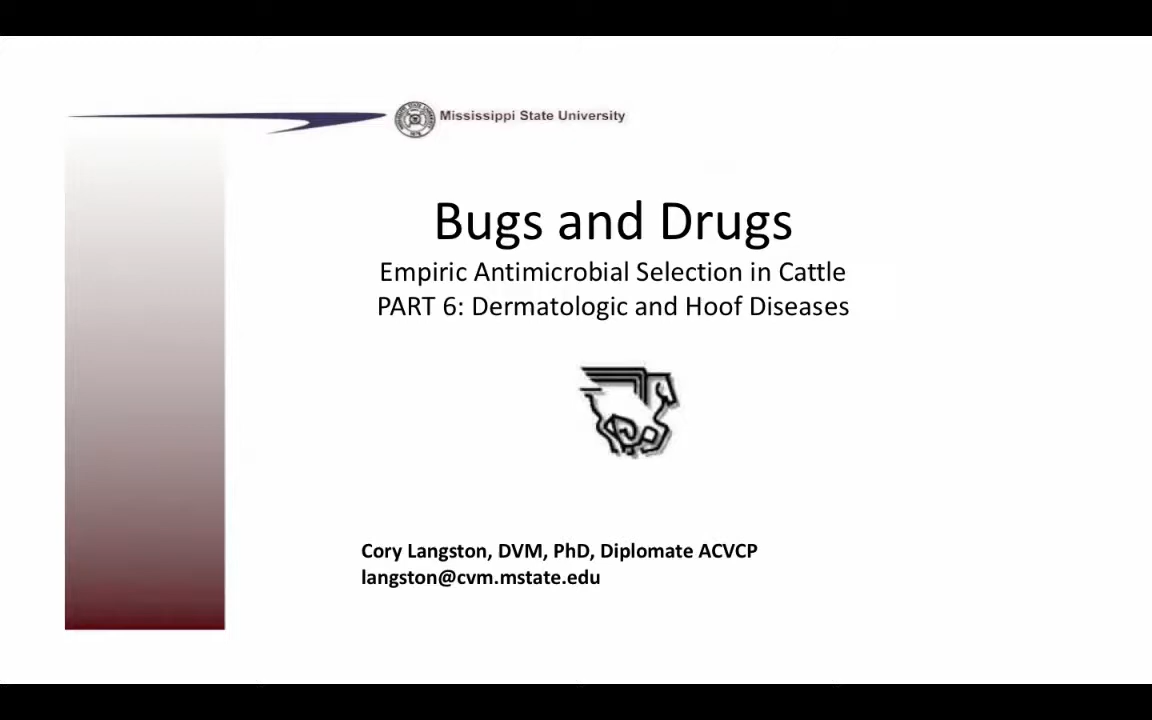 Mississippi State University
Bugs and Drugs
Empiric Antimicrobial Selection in Cattle
PART 6: Dermatologic and Hoof Diseases
Cory Langston, DVM, PhD, Diplomate ACVCP
langston@cvm.mstate.edu